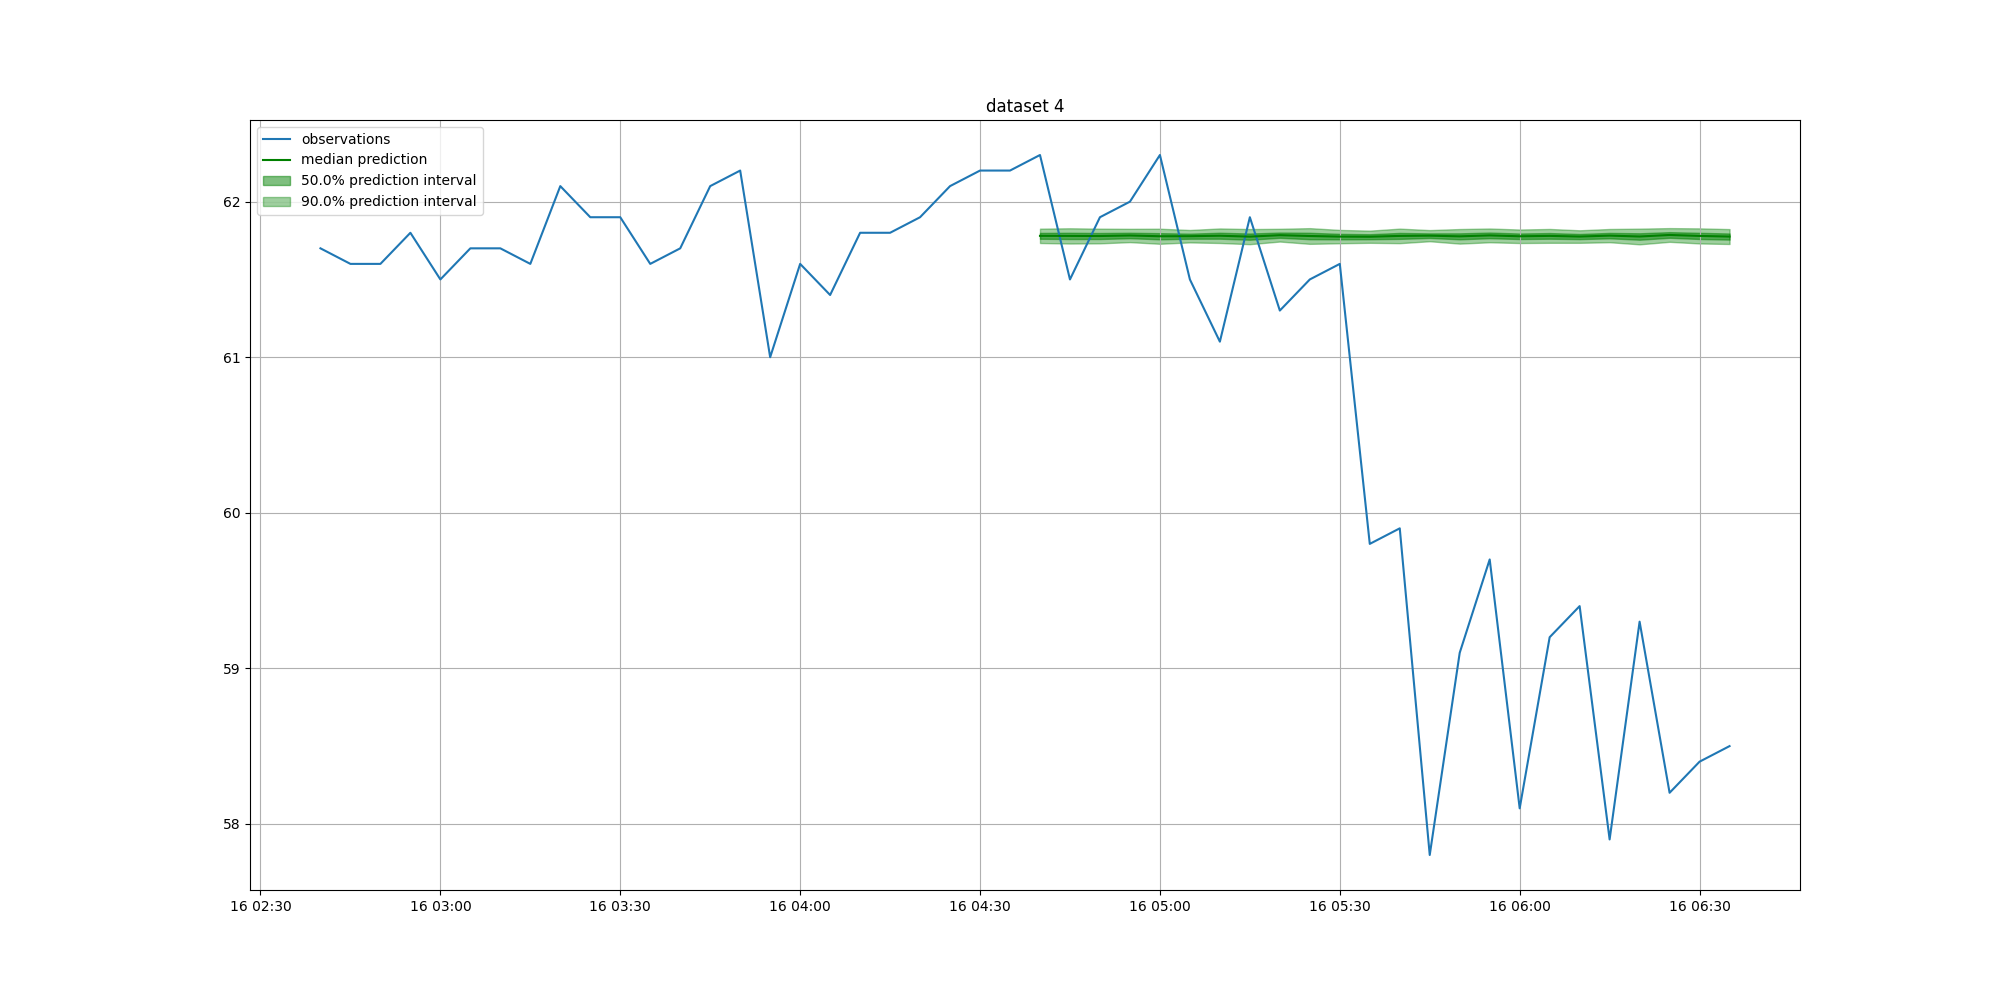 dataset 4
observations
median prediction
50.0% prediction interval
90.0% prediction interval
62
61
60
59
58
16 02:30 16 03:00 16 03:30 16 04:00 16 04:30 16 05:00 16 05:30 16 06:00 16 06:30